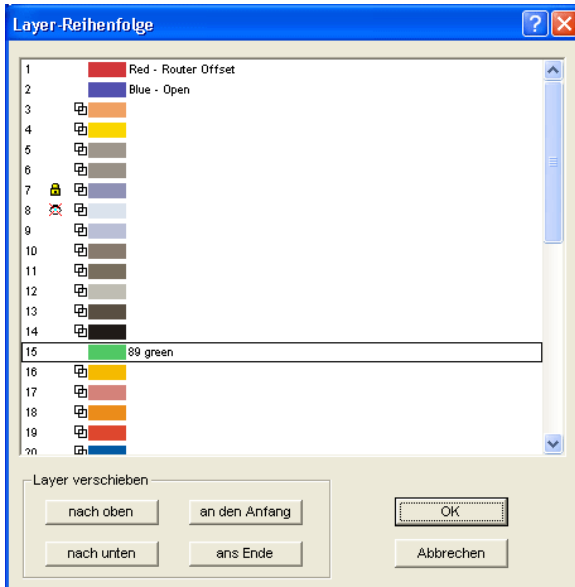 Layer-Reihenfolge
1 Red - Router Offset
2 Blue - Open
3
4
5
6
7
8
9
10
11
12
13
14
15 89 green
16
17
18
19
20
Layer verschieben
nach oben an den Anfang OK
nach unten ans Ende Abbrechen